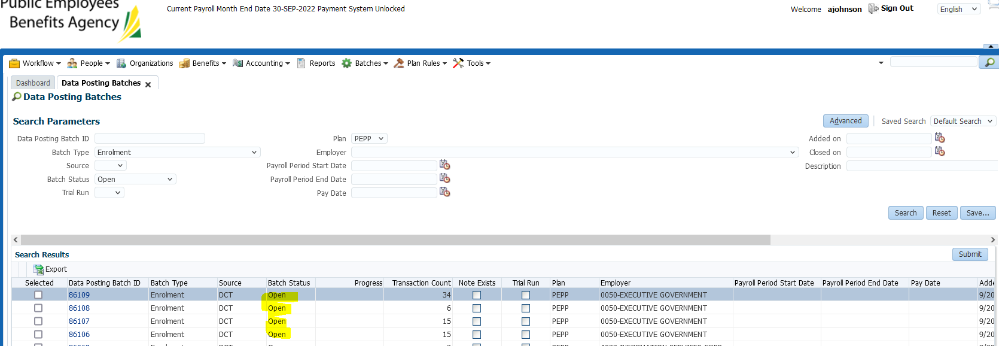 Public Employees
Benefits Agency
Current Payroll Month End Date 30-SEP-2022 Payment System Unlocked
Welcome ajohnson Sign Out English
Workflow People Organizations Benefits Accounting Reports Batches Plan Rules Tools
Dashboard Data Posting Batches
Data Posting Batches
Search Parameters
Advanced Saved Search Default Search
Data Posting Batch ID Plan PEPP Added on
Batch Type Enrolment Employer Closed on
Source Payroll Period Start Date Description
Batch Status Open Payroll Period End Date
Trial Run Pay Date
Search Reset Save...
Search Results Submit
Export
Selected Data Posting Batch ID Batch Type Source Batch Status Progress Transaction Count Note Exists Trial Run Plan Employer Payroll Period Start Date Payroll Period End Date Pay Date Adde
86109 Enrolment DCT Open 34 PEPP 0050-EXECUTIVE GOVERNMENT 9/20
86108 Enrolment DCT Open 6 PEPP 0050-EXECUTIVE GOVERNMENT 9/20
86107 Enrolment DCT Open 15 PEPP 0050-EXECUTIVE GOVERNMENT 9/20
86106 Enrolment DCT Open 15 PEPP 0050-EXECUTIVE GOVERNMENT 9/20